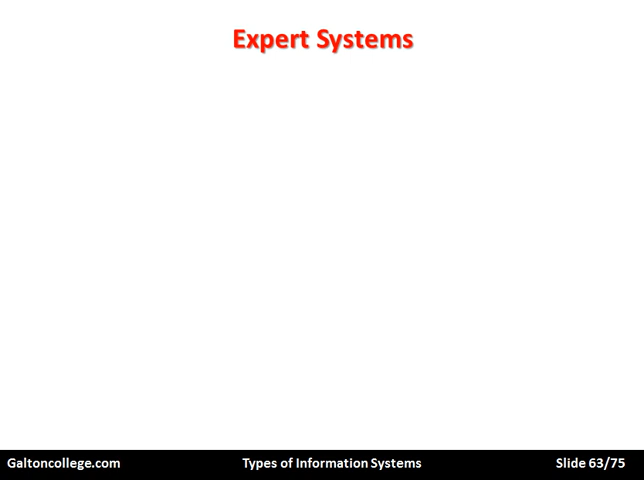 Expert Systems
Galtoncollege.com Types of Information Systems Slide 63/75